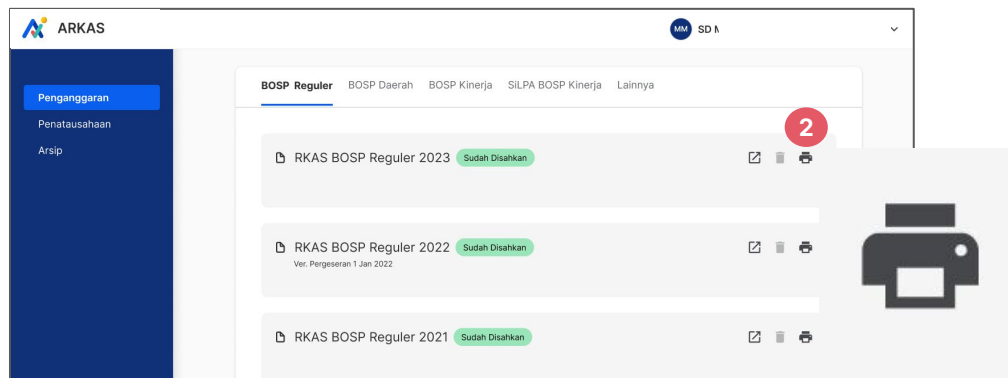 ARKAS
MM SD M
Penganggaran
Penatausahaan
Arsip
BOSP Reguler BOSP Daerah BOSP Kinerja SiLPA BOSP Kinerja Lainnya
2
RKAS BOSP Reguler 2023 Sudah Disahkan
RKAS BOSP Reguler 2022 Sudah Disahkan
Ver. Pergeseran 1 Jan 2022
RKAS BOSP Reguler 2021 Sudah Disahkan